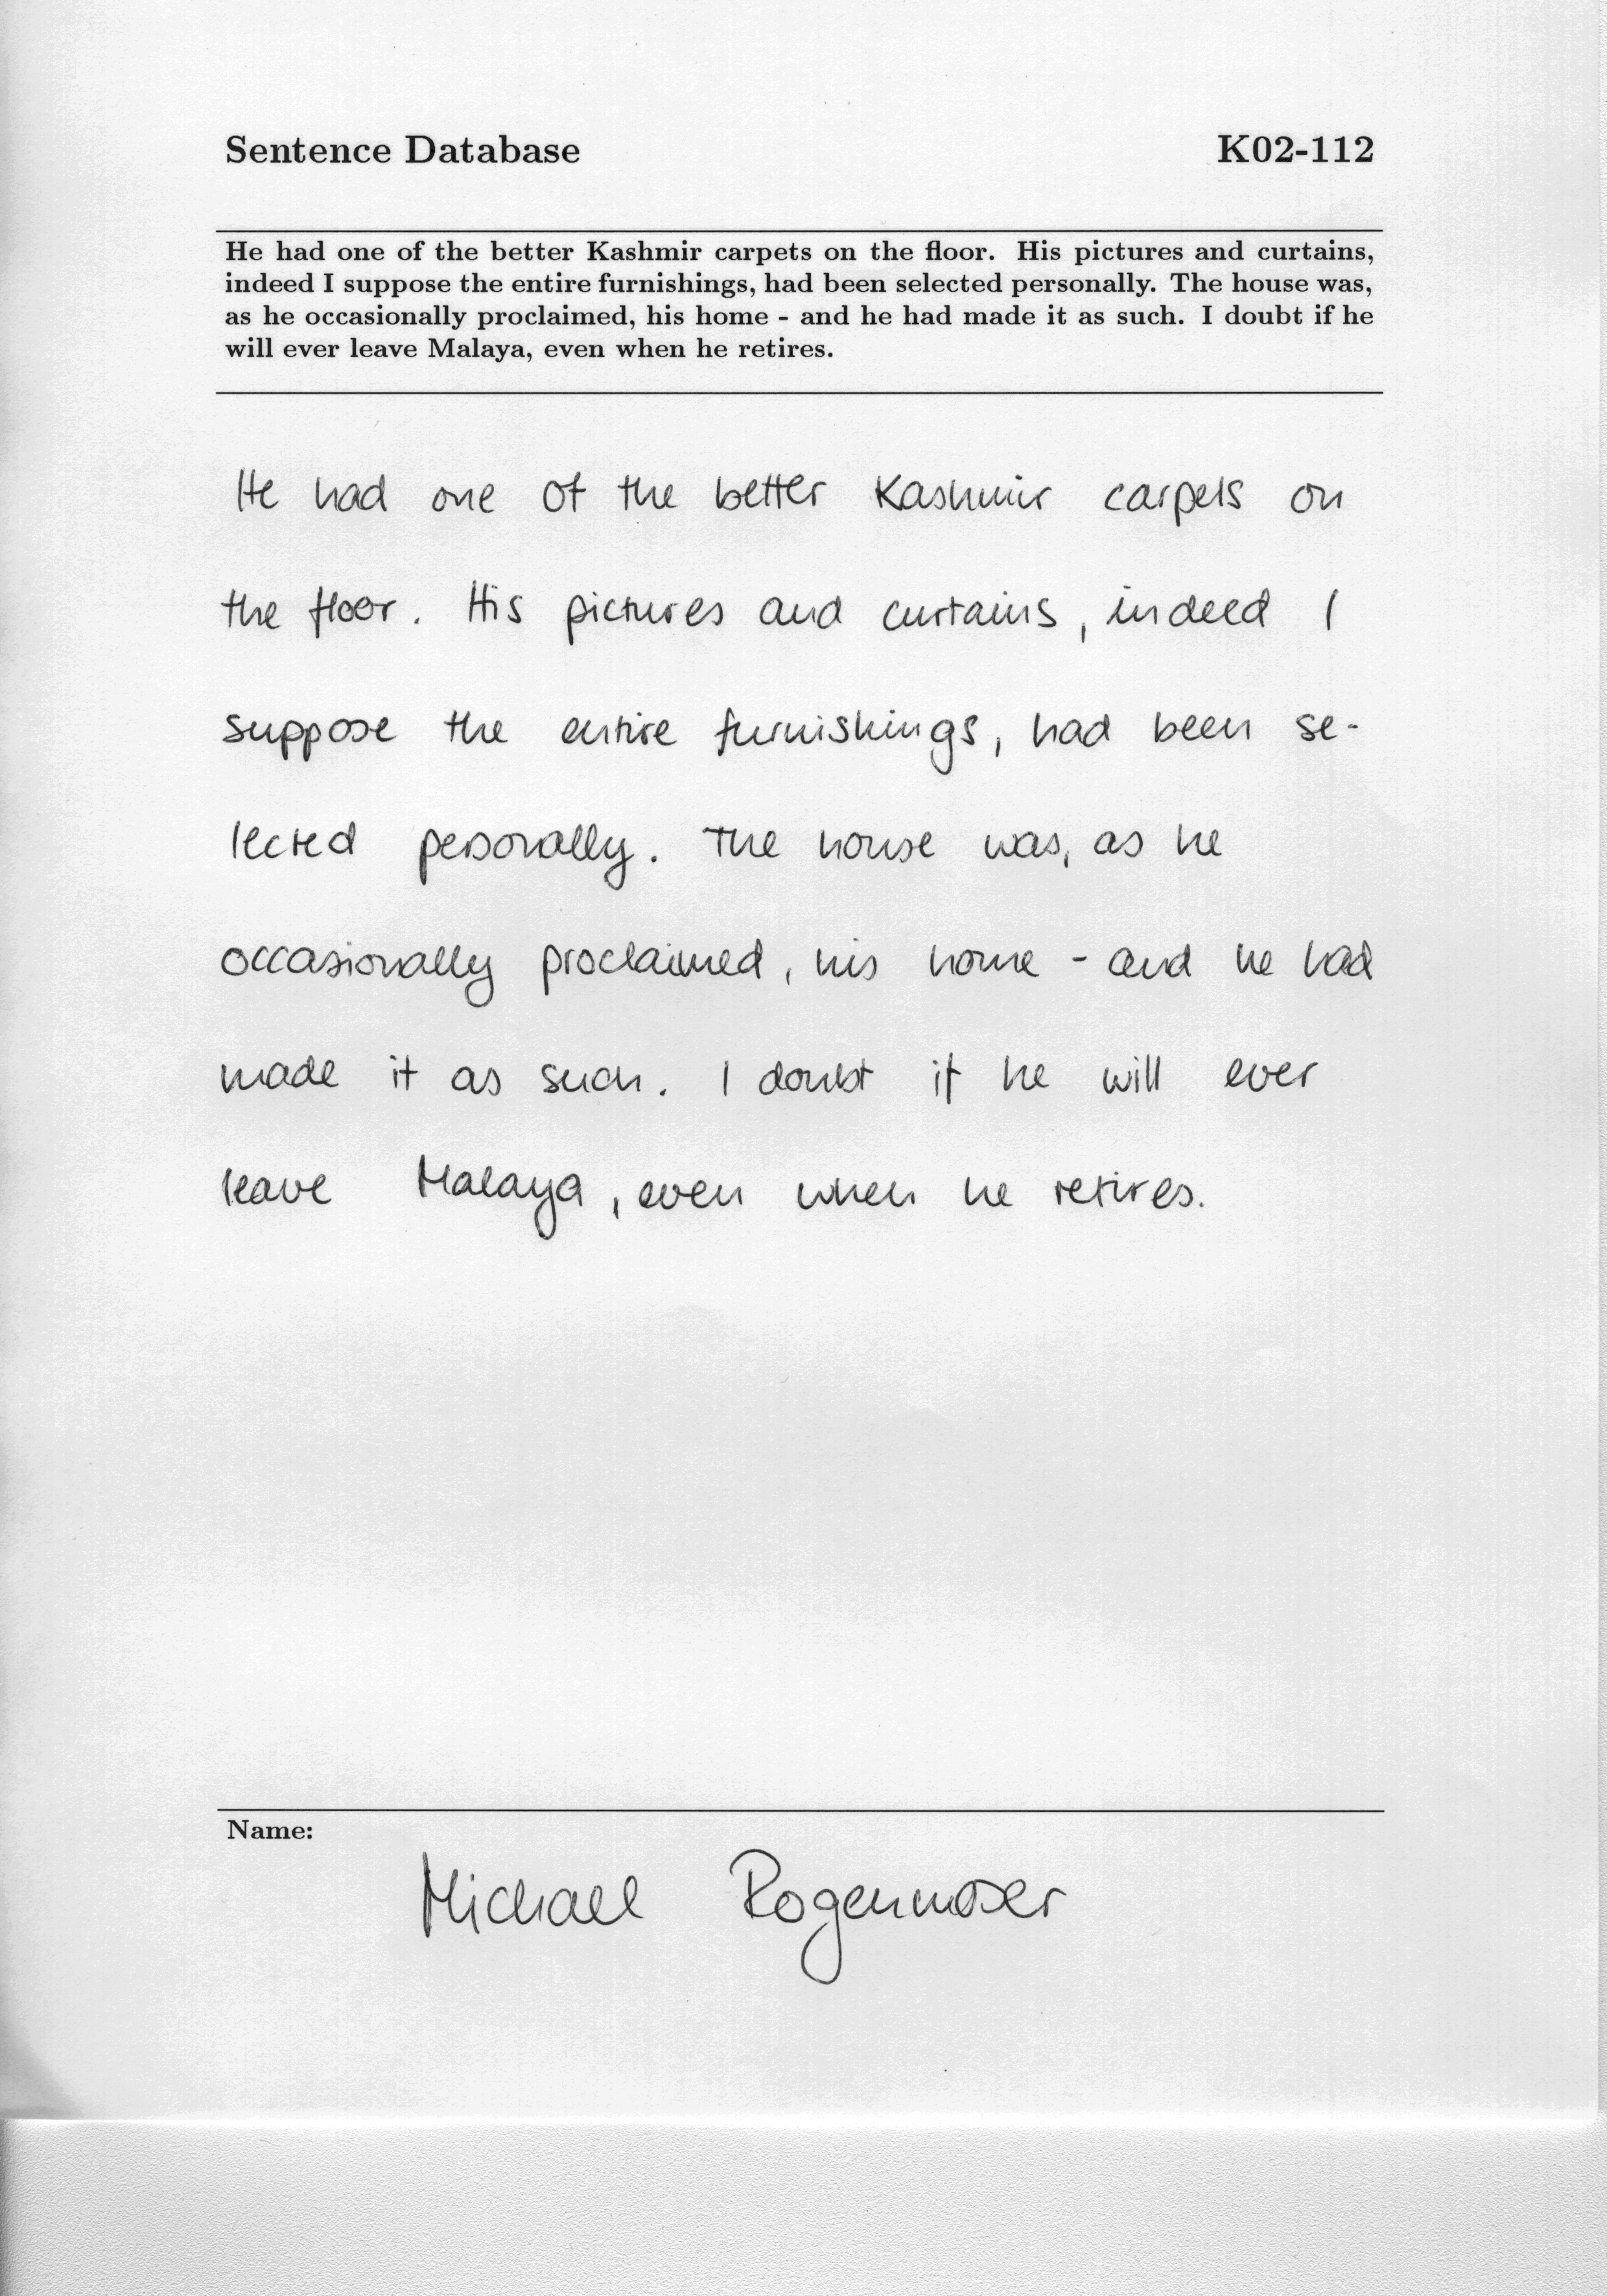 Sentence Database K02-112
He had one of the better Kashmir carpets on the floor. His pictures and curtains,
indeed I suppose the entire furnishings, had been selected personally. The house was,
as he occasionally proclaimed, his home - and he had made it as such. I doubt if he
will ever leave Malaya, even when he retires.
He had one of the better Kashmir carpets on
the floor. His pictures and curtains, indeed I
suppose the entire furnishings, had been se-
lected personally. The house was, as he
occasionally proclaimed, his home - and he had
made it as such. I doubt if he will ever
leave Malaya, even when he retires.
Name:
Michael Rogenmoser